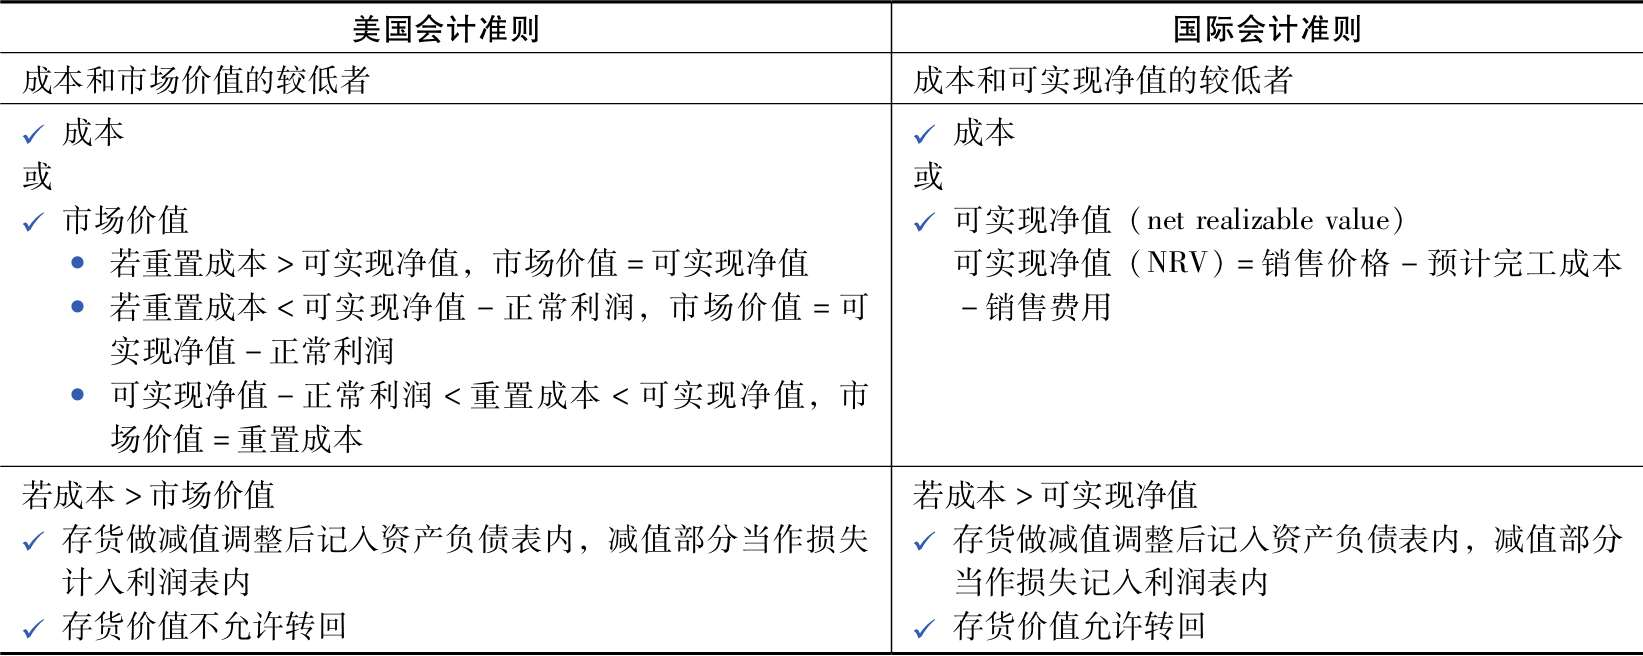 美国会计准则
国际会计准则
成本和市场价值的较低者
成本和可实现净值的较低者
✓ 成本
或
✓ 市场价值
• 若重置成本>可实现净值，市场价值=可实现净值
• 若重置成本<可实现净值-正常利润，市场价值=可
实现净值-正常利润
• 可实现净值-正常利润<重置成本<可实现净值，市
场价值=重置成本
✓ 成本
或
✓ 可实现净值（net realizable value）
可实现净值（NRV）=销售价格-预计完工成本
-销售费用
若成本>市场价值
✓ 存货做减值调整后记入资产负债表内，减值部分当作损失
计入利润表内
✓ 存货价值不允许转回
若成本>可实现净值
✓ 存货做减值调整后记入资产负债表内，减值部分
当作损失记入利润表内
✓ 存货价值允许转回